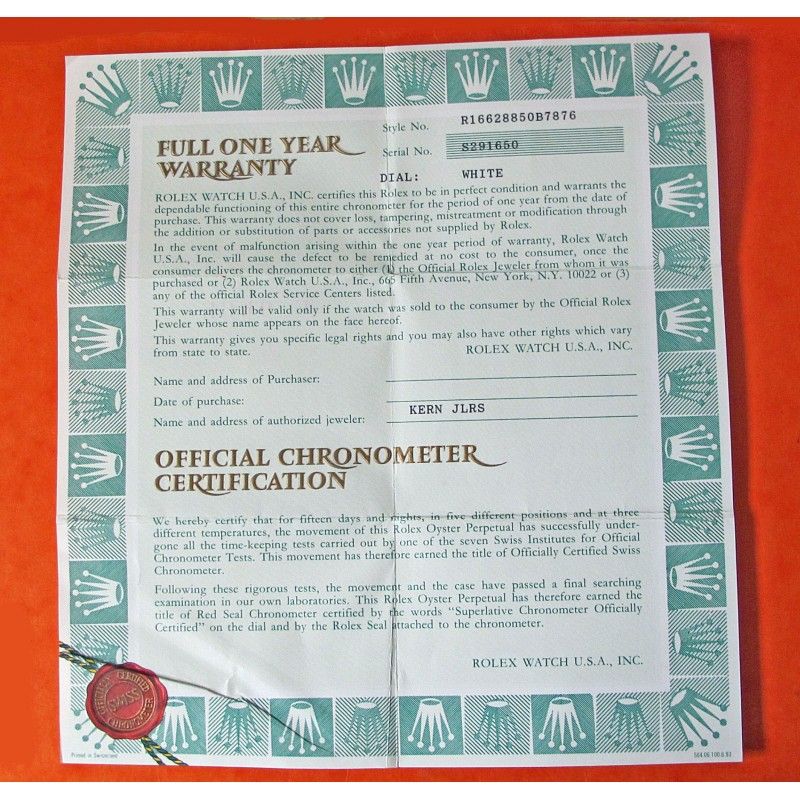 FULL ONE YEAR
WARRANTY
Style No. R16628850B7876
Serial No. S291650
DIAL: WHITE
ROLEX WATCH U.S.A., INC. certifies this Rolex to be in perfect condition and warrants the
dependable functioning of this entire chronometer for the period of one year from the date of
purchase. This warranty does not cover loss, tampering, mistreatment or modification through
the addition or substitution of parts or accessories not supplied by Rolex.
In the event of malfunction arising within the one year period of warranty, Rolex Watch
U.S.A., Inc. will cause the defect to be remedied at no cost to the consumer, once the
consumer delivers the chronometer to either (1) the Official Rolex Jeweler from whom it was
purchased or (2) Rolex Watch U.S.A., Inc., 665 Fifth Avenue, New York, N.Y. 10022 or (3)
any of the official Rolex Service Centers listed.
This warranty will be valid only if the watch was sold to the consumer by the Official Rolex
Jeweler whose name appears on the face hereof.
This warranty gives you specific legal rights and you may also have other rights which vary
from state to state. ROLEX WATCH U.S.A., INC.
Name and address of Purchaser:
Date of purchase:
Name and address of authorized jeweler: KERN JLRS
OFFICIAL CHRONOMETER
CERTIFICATION
We hereby certify that for fifteen days and nights, in five different positions and at three
different temperatures, the movement of this Rolex Oyster Perpetual has successfully under-
gone all the time-keeping tests carried out by one of the seven Swiss Institutes for Official
Chronometer Tests. This movement has therefore earned the title of Officially Certified Swiss
Chronometer.
Following these rigorous tests, the movement and the case have passed a final searching
examination in our own laboratories. This Rolex Oyster Perpetual has therefore earned the
title of Red Seal Chronometer certified by the words “Superlative Chronometer Officially
Certified” on the dial and by the Rolex Seal attached to the chronometer.
ROLEX WATCH U.S.A., INC.
OFFICIALLY CERTIFIED
SWISS
CHRONOMETER
Printed in Switzerland
564.06 100.6.93